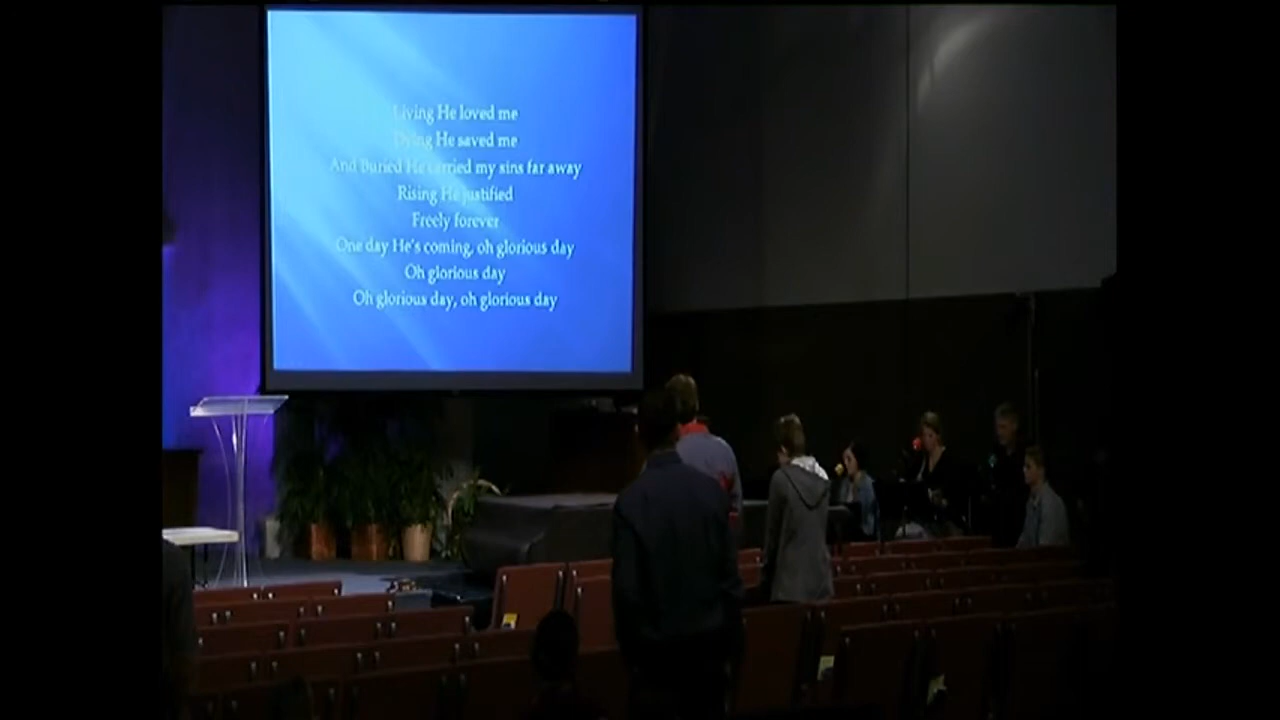 Living He loved me
Dying He saved me
And Buried He carried my sins far away
Rising He justified
Freely forever
One day He's coming, oh glorious day
Oh glorious day
Oh glorious day, oh glorious day